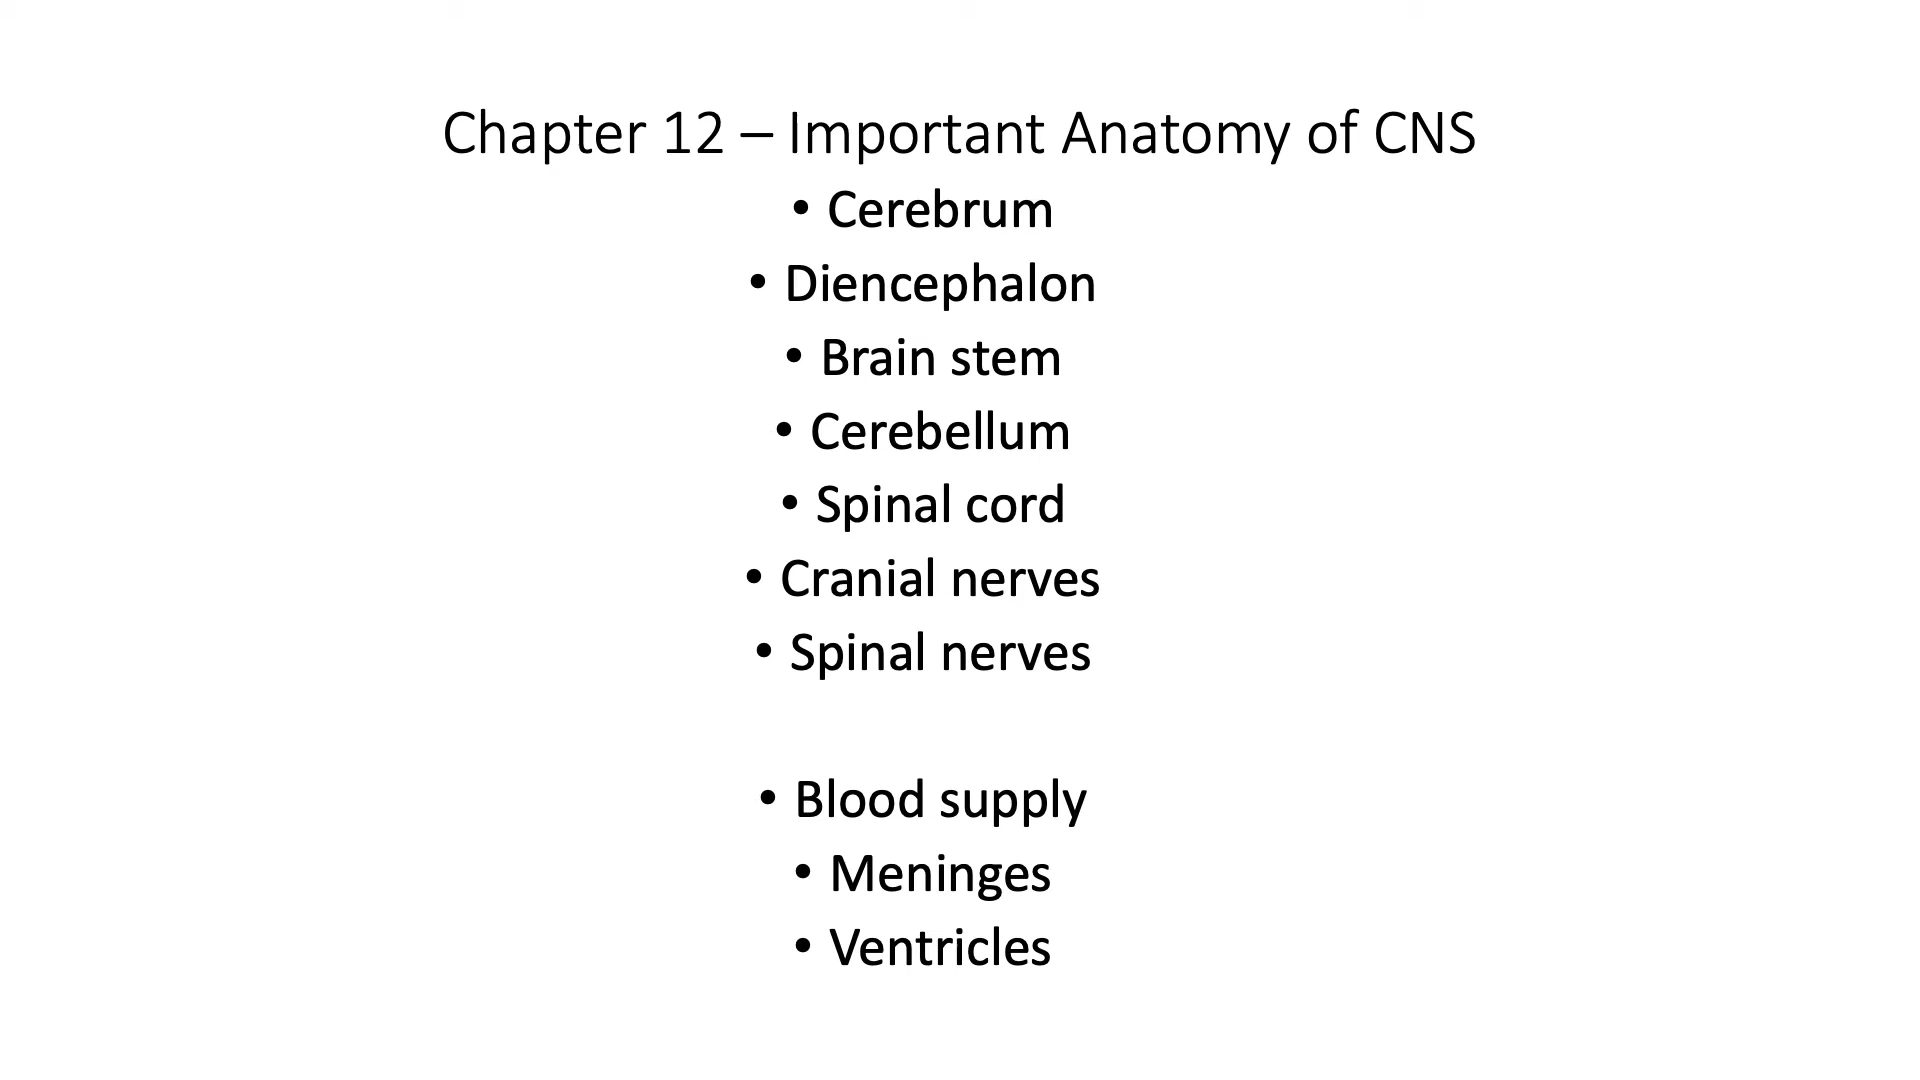 Chapter 12 – Important Anatomy of CNS
• Cerebrum
• Diencephalon
• Brain stem
• Cerebellum
• Spinal cord
• Cranial nerves
• Spinal nerves
• Blood supply
• Meninges
• Ventricles